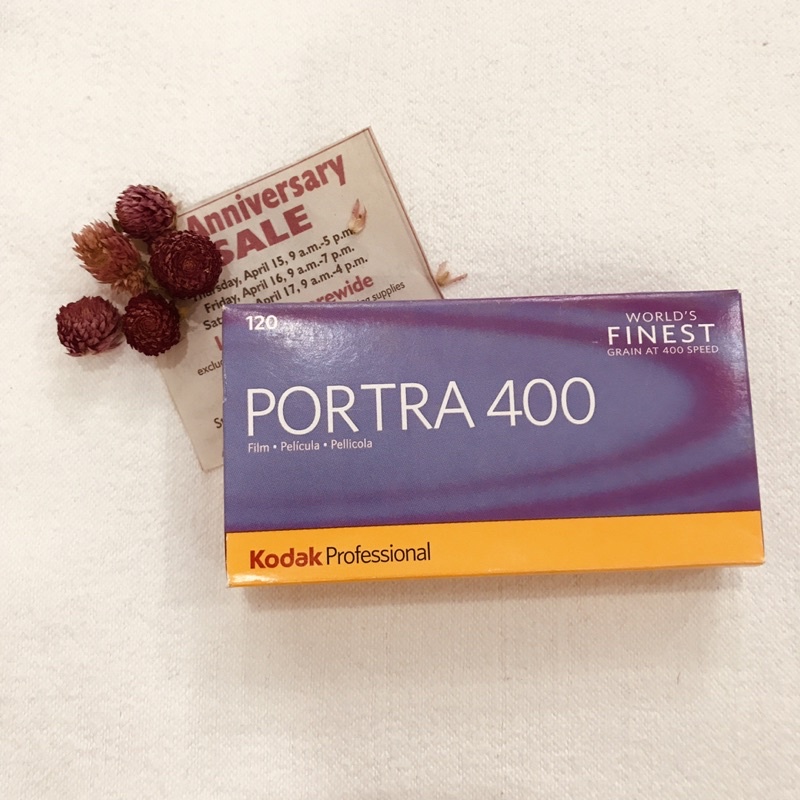 Anniversary
SALE
Thursday, April 15, 9 a.m.-5 p.m.
Friday, April 16, 9 a.m.-7 p.m.
April 17, 9 a.m.-4 p.m.
supplies
120
WORLD'S
FINEST
GRAIN AT 400 SPEED
PORTRA 400
Film • Película • Pellicola
Kodak Professional